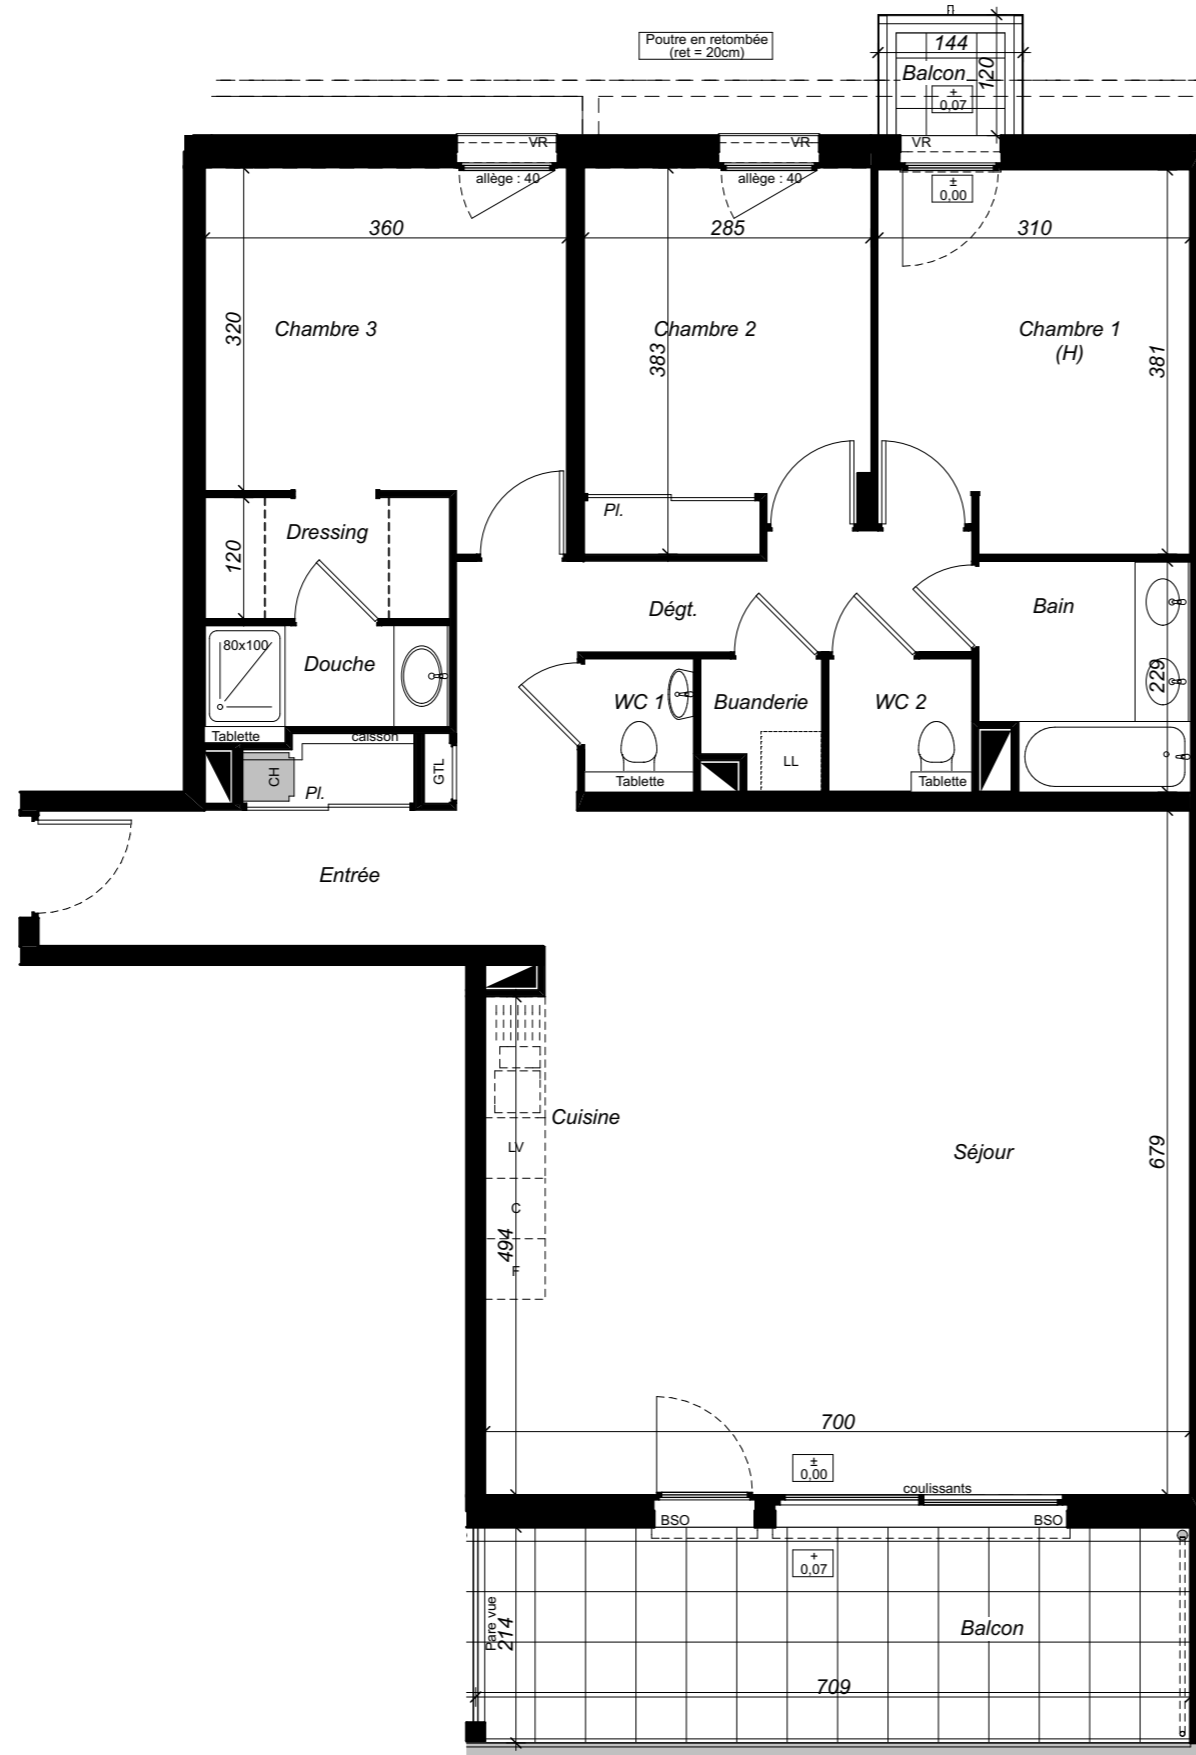 Poutre en retombée
(ret = 20cm)
144
120
Balcon
+
0,07
VR
VR
VR
allège : 40
allège : 40
±
0,00
360
285
310
320
Chambre 3
383
Chambre 2
Chambre 1
(H)
381
120
Dressing
Pl.
Dégt.
Bain
80x100
Douche
229
WC 1
Buanderie
WC 2
Tablette
caisson
GTL
CH
Pl.
Tablette
LL
Tablette
Entrée
Cuisine
LV
C
F
494
Séjour
679
700
±
0,00
coulissants
BSO
BSO
+
0,07
Pare vue
214
Balcon
709